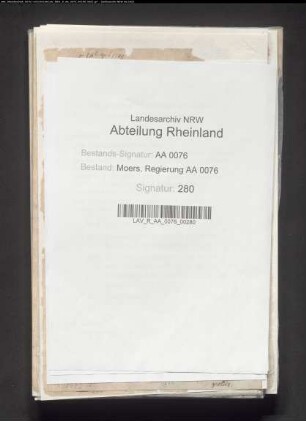 Landesarchiv NRW
Abteilung Rheinland
Bestands-Signatur: AA 0076
Bestand: Moers, Regierung AA 0076
Signatur: 280
LAV_R_AA_0076_00280